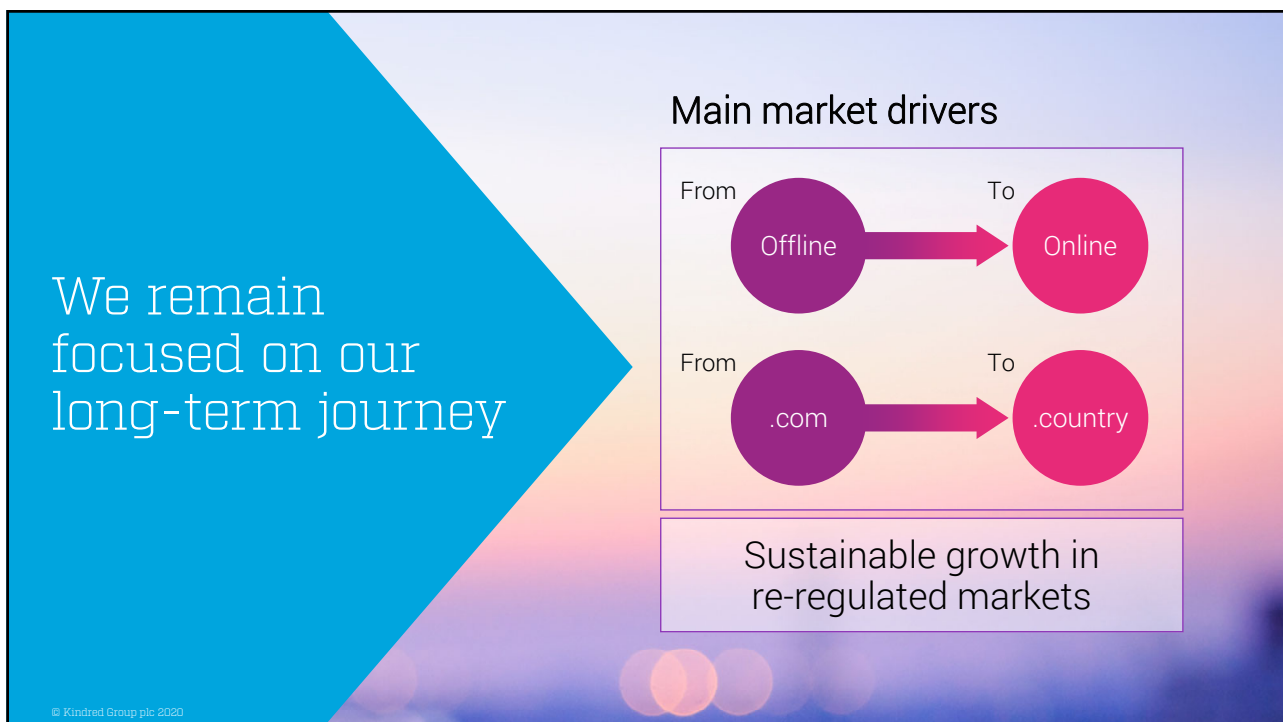 We remain
focused on our
long-term journey
Main market drivers
From
Offline
To
Online
From
.com
To
.country
Sustainable growth in
re-regulated markets
© Kindred Group plc 2020